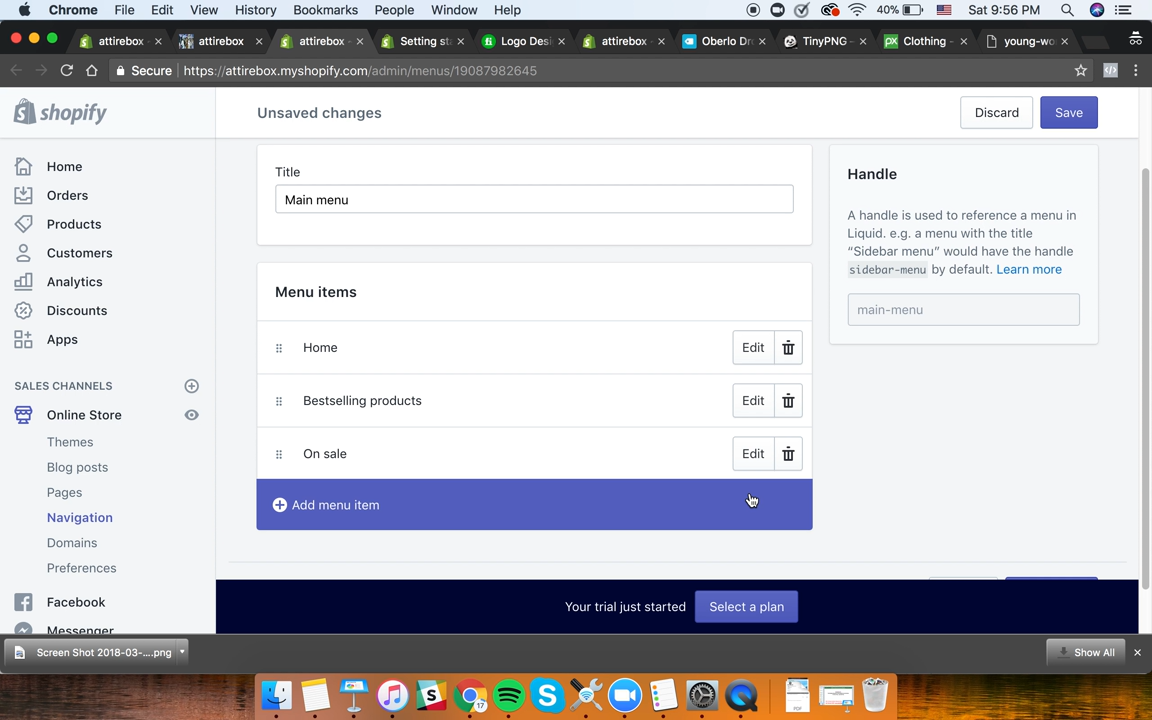 Chrome File Edit View History Bookmarks People Window Help 40% Sat 9:56 PM
attirebox - attirebox attirebox - Setting st Logo Desi attirebox - Oberlo Dr TinyPNG - Clothing - young-wo
Secure https://attirebox.myshopify.com/admin/menus/19087982645
shopify
Unsaved changes
Discard
Save
Home
Orders
Products
Customers
Analytics
Discounts
Apps
SALES CHANNELS
Online Store
Themes
Blog posts
Pages
Navigation
Domains
Preferences
Facebook
Messenger
Title
Main menu
Menu items
Home Edit
Bestselling products Edit
On sale Edit
Add menu item
Handle
A handle is used to reference a menu in
Liquid. e.g. a menu with the title
“Sidebar menu” would have the handle
sidebar-menu by default. Learn more
main-menu
Your trial just started Select a plan
Screen Shot 2018-03-....png
Show All
17